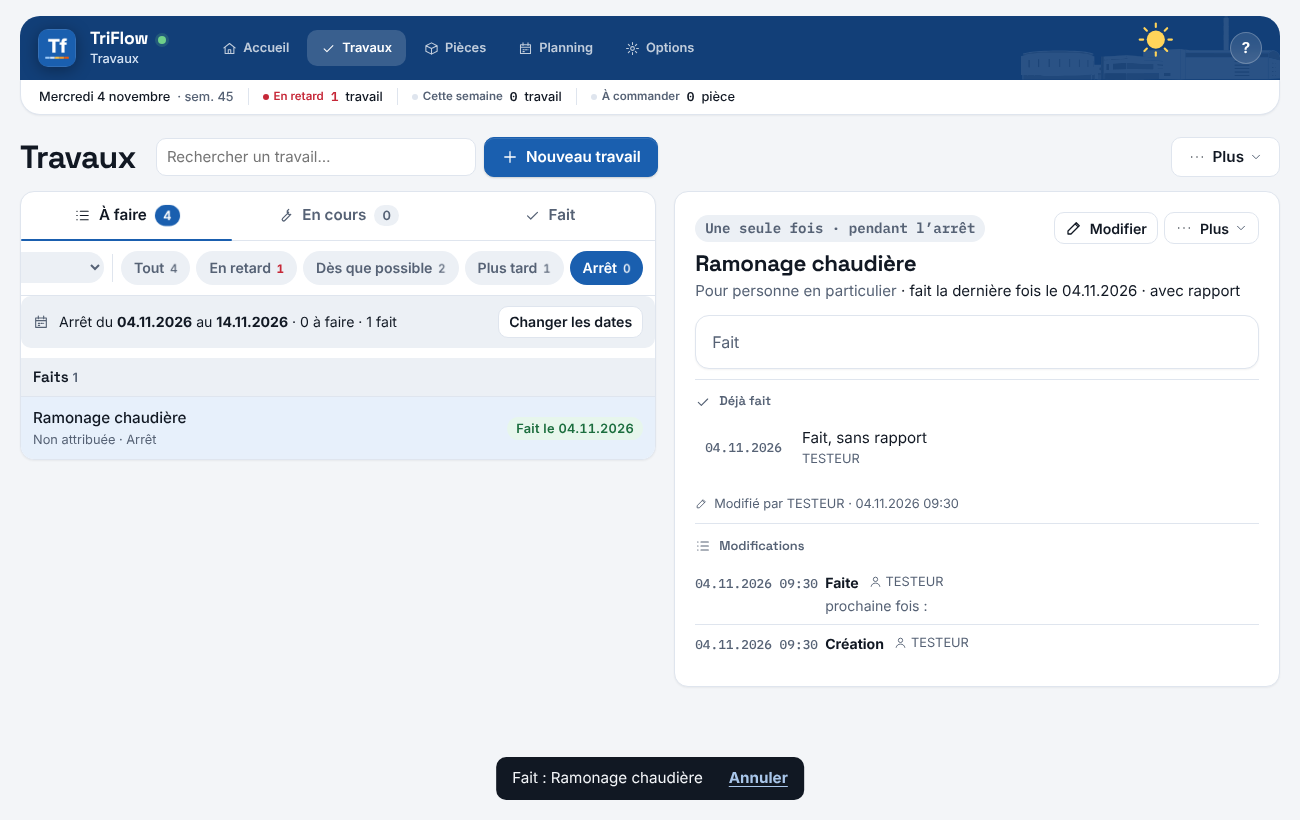 Tf
TriFlow
Travaux
Accueil
Travaux
Pièces
Planning
Options
?
Mercredi 4 novembre · sem. 45
En retard 1 travail
Cette semaine 0 travail
À commander 0 pièce
Travaux
Rechercher un travail...
Nouveau travail
Plus
À faire 4
En cours 0
Fait
Tout 4
En retard 1
Dès que possible 2
Plus tard 1
Arrêt 0
Arrêt du 04.11.2026 au 14.11.2026 · 0 à faire · 1 fait
Changer les dates
Faits 1
Ramonage chaudière
Non attribuée · Arrêt
Fait le 04.11.2026
Une seule fois · pendant l’arrêt
Modifier
Plus
Ramonage chaudière
Pour personne en particulier · fait la dernière fois le 04.11.2026 · avec rapport
Fait
Déjà fait
04.11.2026
Fait, sans rapport
TESTEUR
Modifié par TESTEUR · 04.11.2026 09:30
Modifications
04.11.2026 09:30 Faite TESTEUR
prochaine fois :
04.11.2026 09:30 Création TESTEUR
Fait : Ramonage chaudière
Annuler